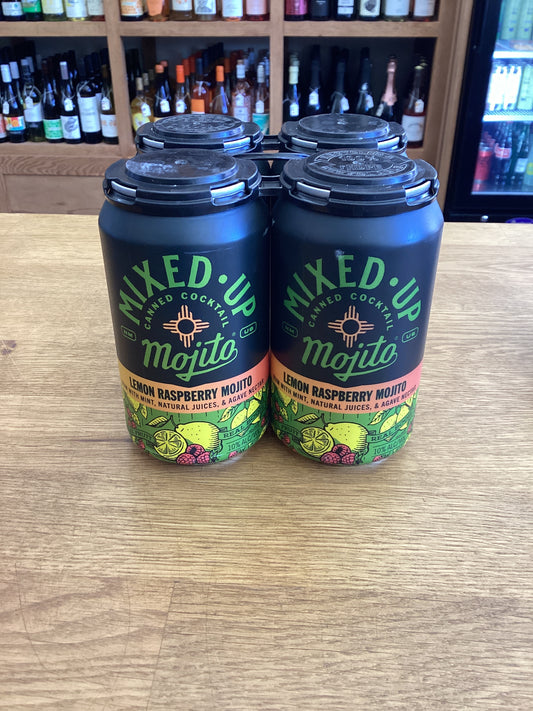 MIXED·UP
CANNED COCKTAIL
NM US
Mojito
LEMON RASPBERRY MOJITO
WITH MINT, NATURAL JUICES, & AGAVE
MIXED·UP
CANNED COCKTAIL
NM US
Mojito
LEMON RASPBERRY MOJITO
WITH MINT, NATURAL JUICES, & AGAVE NECTAR